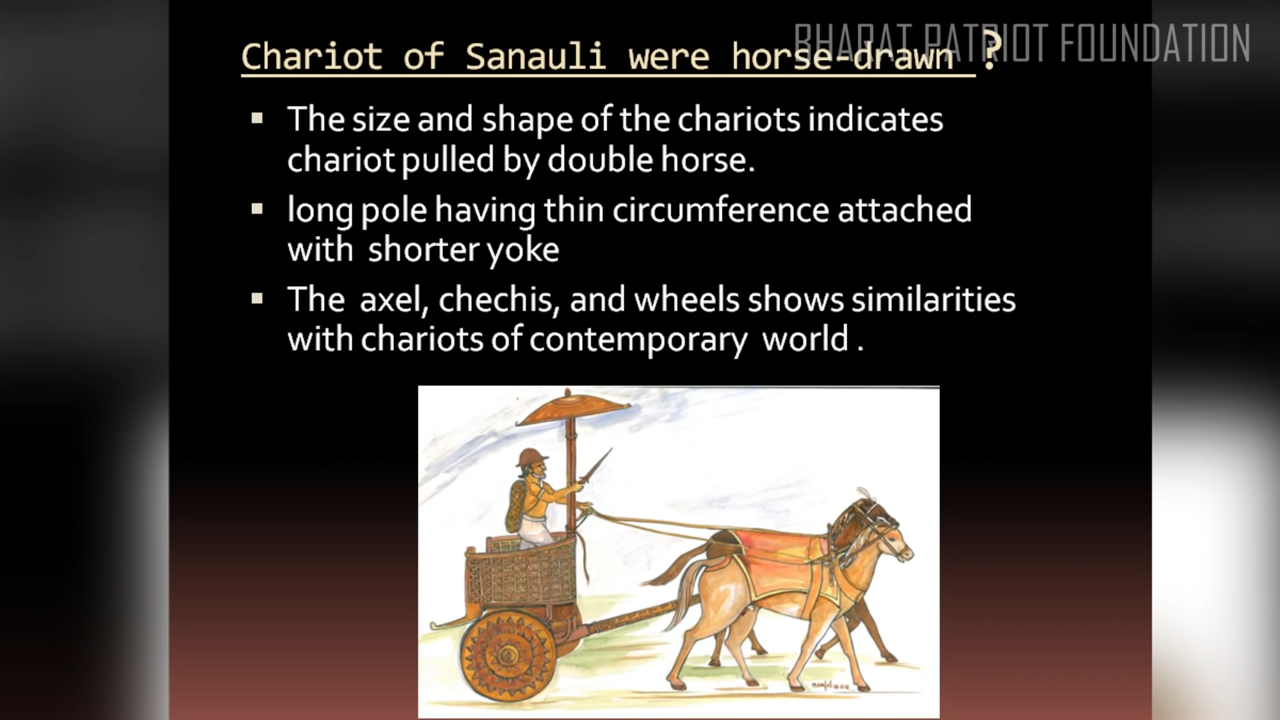 BHARAT PATRIOT FOUNDATION
Chariot of Sanauli were horse-drawn ?
▪ The size and shape of the chariots indicates
chariot pulled by double horse.
▪ long pole having thin circumference attached
with shorter yoke
▪ The axel, chechis, and wheels shows similarities
with chariots of contemporary world .